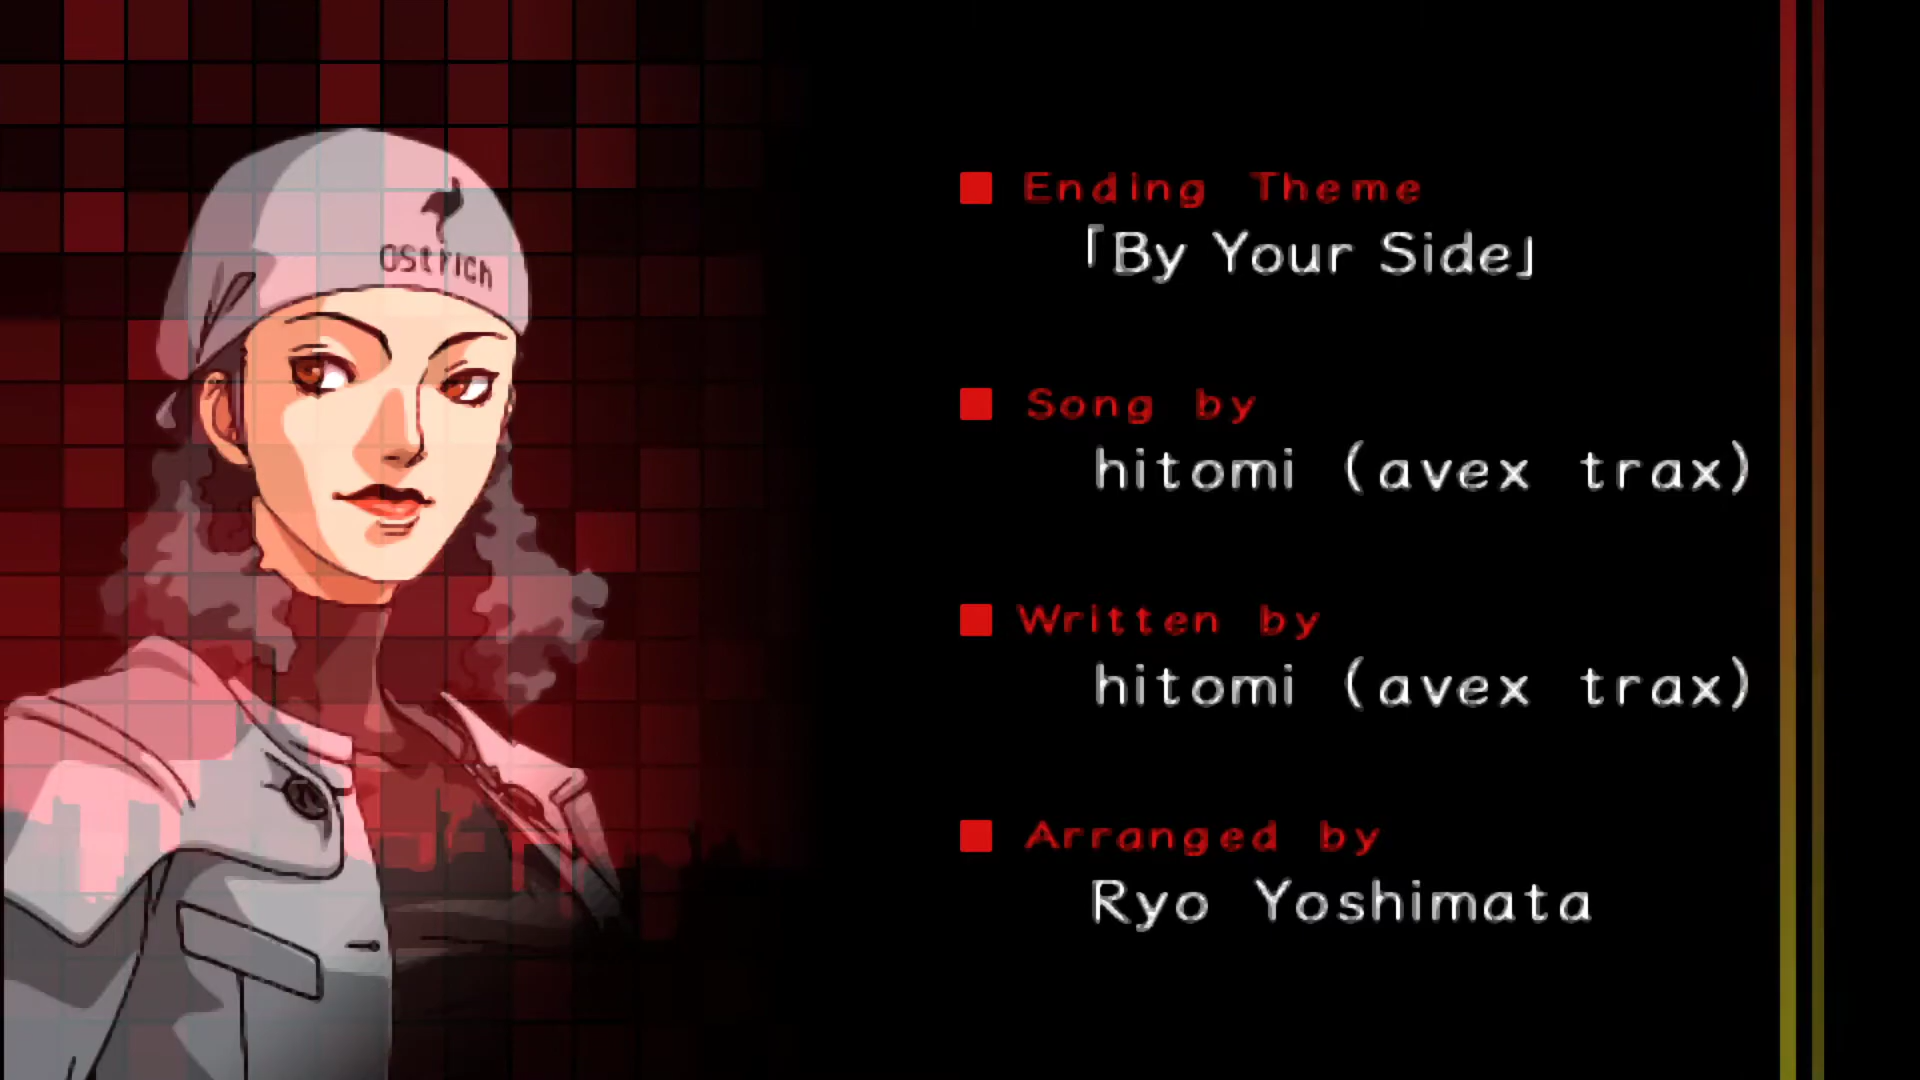 Ostrich
Ending Theme
「By Your Side」
Song by
hitomi (avex trax)
Written by
hitomi (avex trax)
Arranged by
Ryo Yoshimata